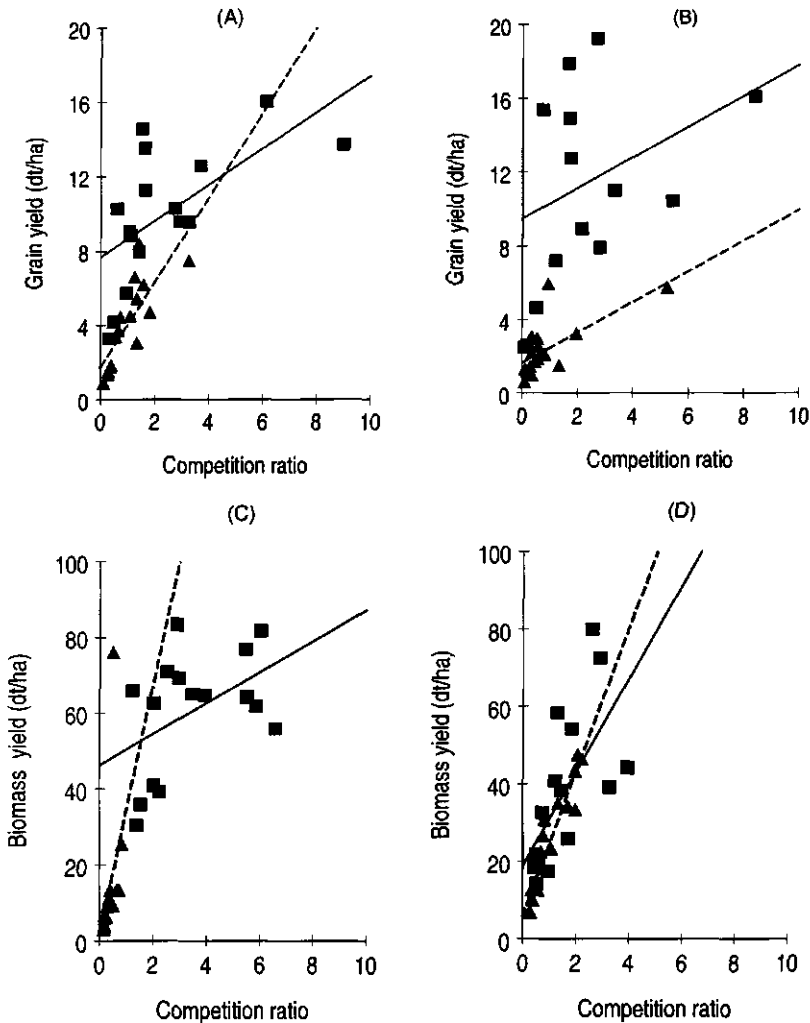 (A)
Grain yield (dt/ha)
20
16
12
8
4
0
0 2 4 6 8 10
Competition ratio
(B)
Grain yield (dt/ha)
20
16
12
8
4
0
0 2 4 6 8 10
Competition ratio
(C)
Biomass yield (dt/ha)
100
80
60
40
20
0
0 2 4 6 8 10
Competition ratio
(D)
Biomass yield (dt/ha)
100
80
60
40
20
0
0 2 4 6 8 10
Competition ratio